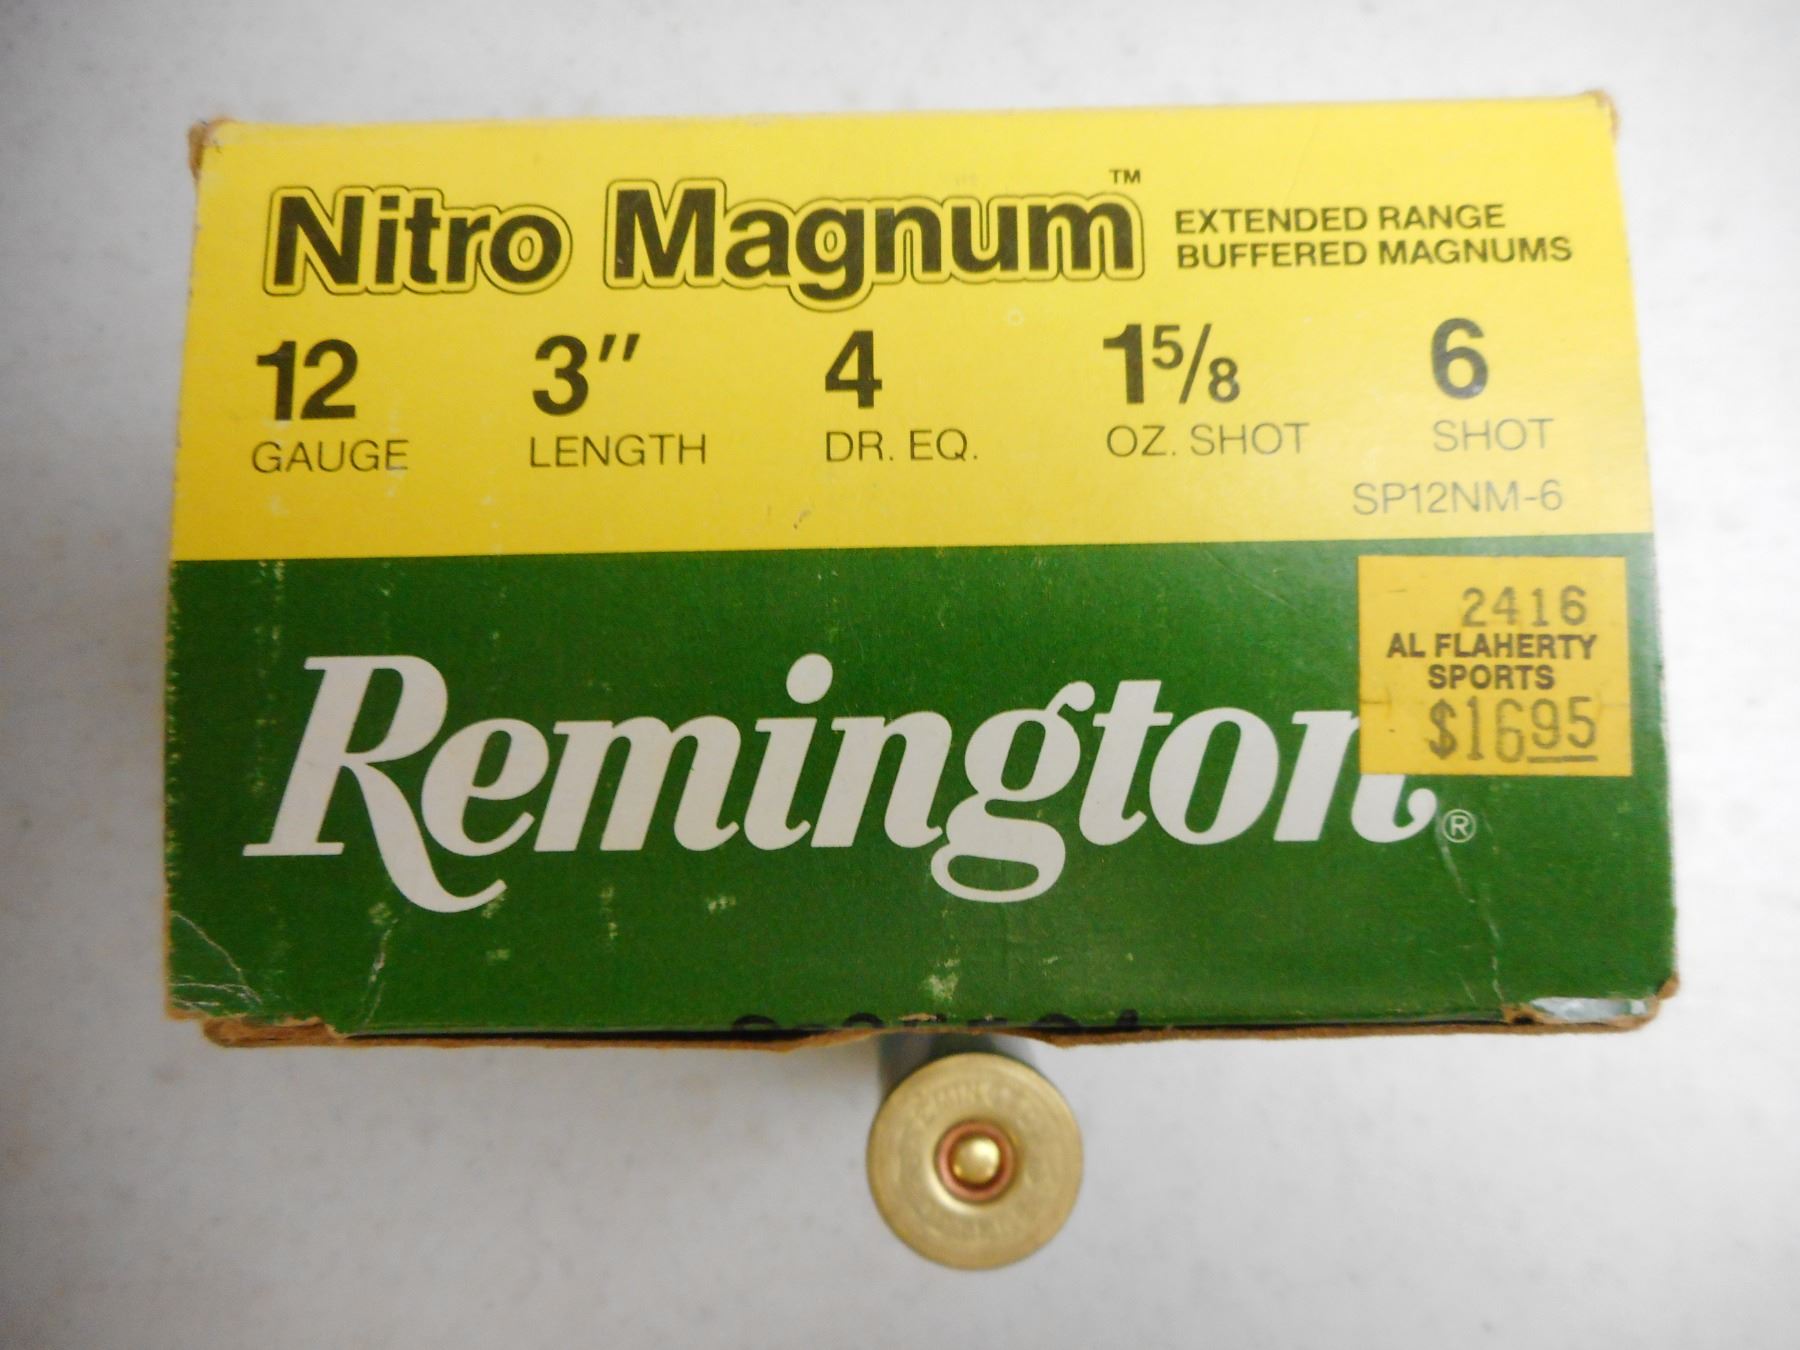 Nitro Magnum™
EXTENDED RANGE
BUFFERED MAGNUMS
12 3" 4 1 5/8 6
GAUGE LENGTH DR. EQ. OZ. SHOT SHOT
SP12NM-6
2416
AL FLAHERTY
SPORTS
$1695
Remington®